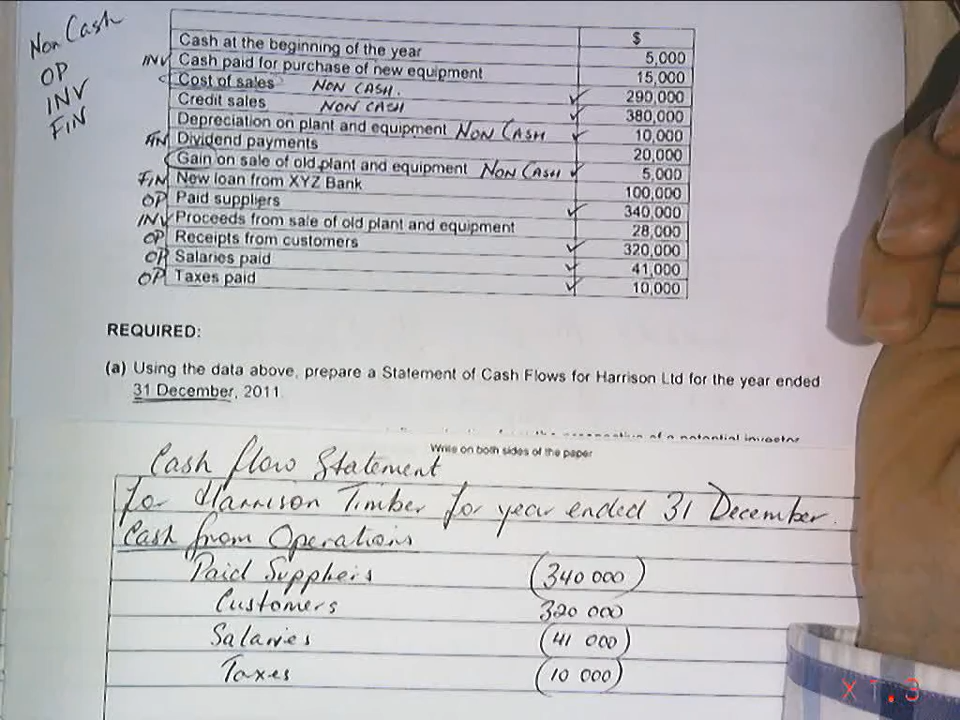 Non Cash
OP
INV
FIN
$
Cash at the beginning of the year 5,000
INV Cash paid for purchase of new equipment 15,000
Cost of sales NON CASH. ✓ 290,000
Credit sales NON CASH ✓ 380,000
Depreciation on plant and equipment NON CASH ✓ 10,000
FIN Dividend payments 20,000
Gain on sale of old plant and equipment NON CASH ✓ 5,000
FIN New loan from XYZ Bank 100,000
OP Paid suppliers ✓ 340,000
INV Proceeds from sale of old plant and equipment 28,000
OP Receipts from customers ✓ 320,000
OP Salaries paid ✓ 41,000
OP Taxes paid ✓ 10,000
REQUIRED:
(a) Using the data above, prepare a Statement of Cash Flows for Harrison Ltd for the year ended
31 December, 2011.
of a potential investor
Write on both sides of the paper
Cash flow Statement
for Harrison Timber for year ended 31 December.
Cash from Operations
Paid Suppliers (340 000)
Customers 320 000
Salaries (41 000)
Taxes (10 000)
X 1.3